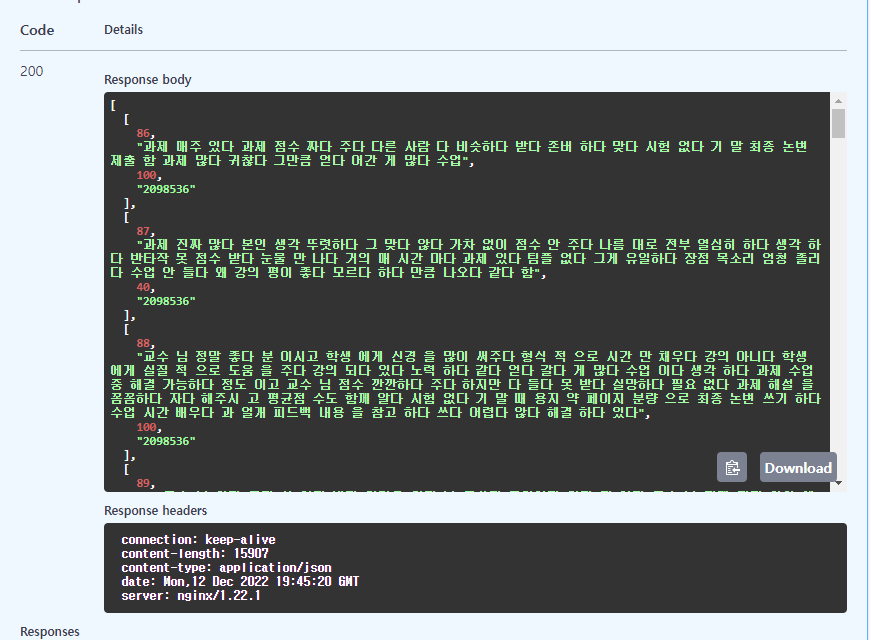 Code Details
200
Response body
[
[
86,
"과제 매주 있다 과제 점수 짜다 주다 다른 사람 다 비슷하다 받다 존비 하다 맞다 시험 없다 기 말 최종 논변
제출 함 과제 많다 귀찮다 그만큼 얻다 여간 게 많다 수업",
100,
"2098536"
],
[
87,
"과제 진짜 많다 본인 생각 뚜렷하다 그 맞다 않다 가차 없이 점수 안 주다 나름 대로 전부 열심히 하다 생각 하
다 반타작 못 점수 받다 눈물 만 나다 거의 매 시간 마다 과제 있다 팀플 없다 그게 유일하다 장점 목소리 엄청 졸리
다 수업 안 들다 왜 강의 평이 좋다 모르다 하다 만큼 나오다 같다 함",
40,
"2098536"
],
[
88,
"교수 님 정말 좋다 분 이시고 학생 에게 신경 을 많이 써주다 형식 적 으로 시간 만 채우다 강의 아니다 학생
에게 실질 적 으로 도움 을 주다 강의 되다 있다 노력 하다 같다 얻다 갈다 게 많다 수업 이다 생각 하다 과제 수업
중 해결 가능하다 정도 이고 교수 님 점수 깐깐하다 주다 하지만 다 들다 못 받다 실망하다 필요 없다 과제 해설 을
꼼꼼하다 자다 해주시 고 평균점 수도 함께 알다 시험 없다 기 말 때 용지 약 페이지 분량 으로 최종 논변 쓰기 하다
수업 시간 배우다 과 얼개 피드백 내용 을 참고 하다 쓰다 어렵다 않다 해결 하다 있다",
100,
"2098536"
],
[
89,
Download
Response headers
connection: keep-alive
content-length: 15907
content-type: application/json
date: Mon,12 Dec 2022 19:45:20 GMT
server: nginx/1.22.1
Responses